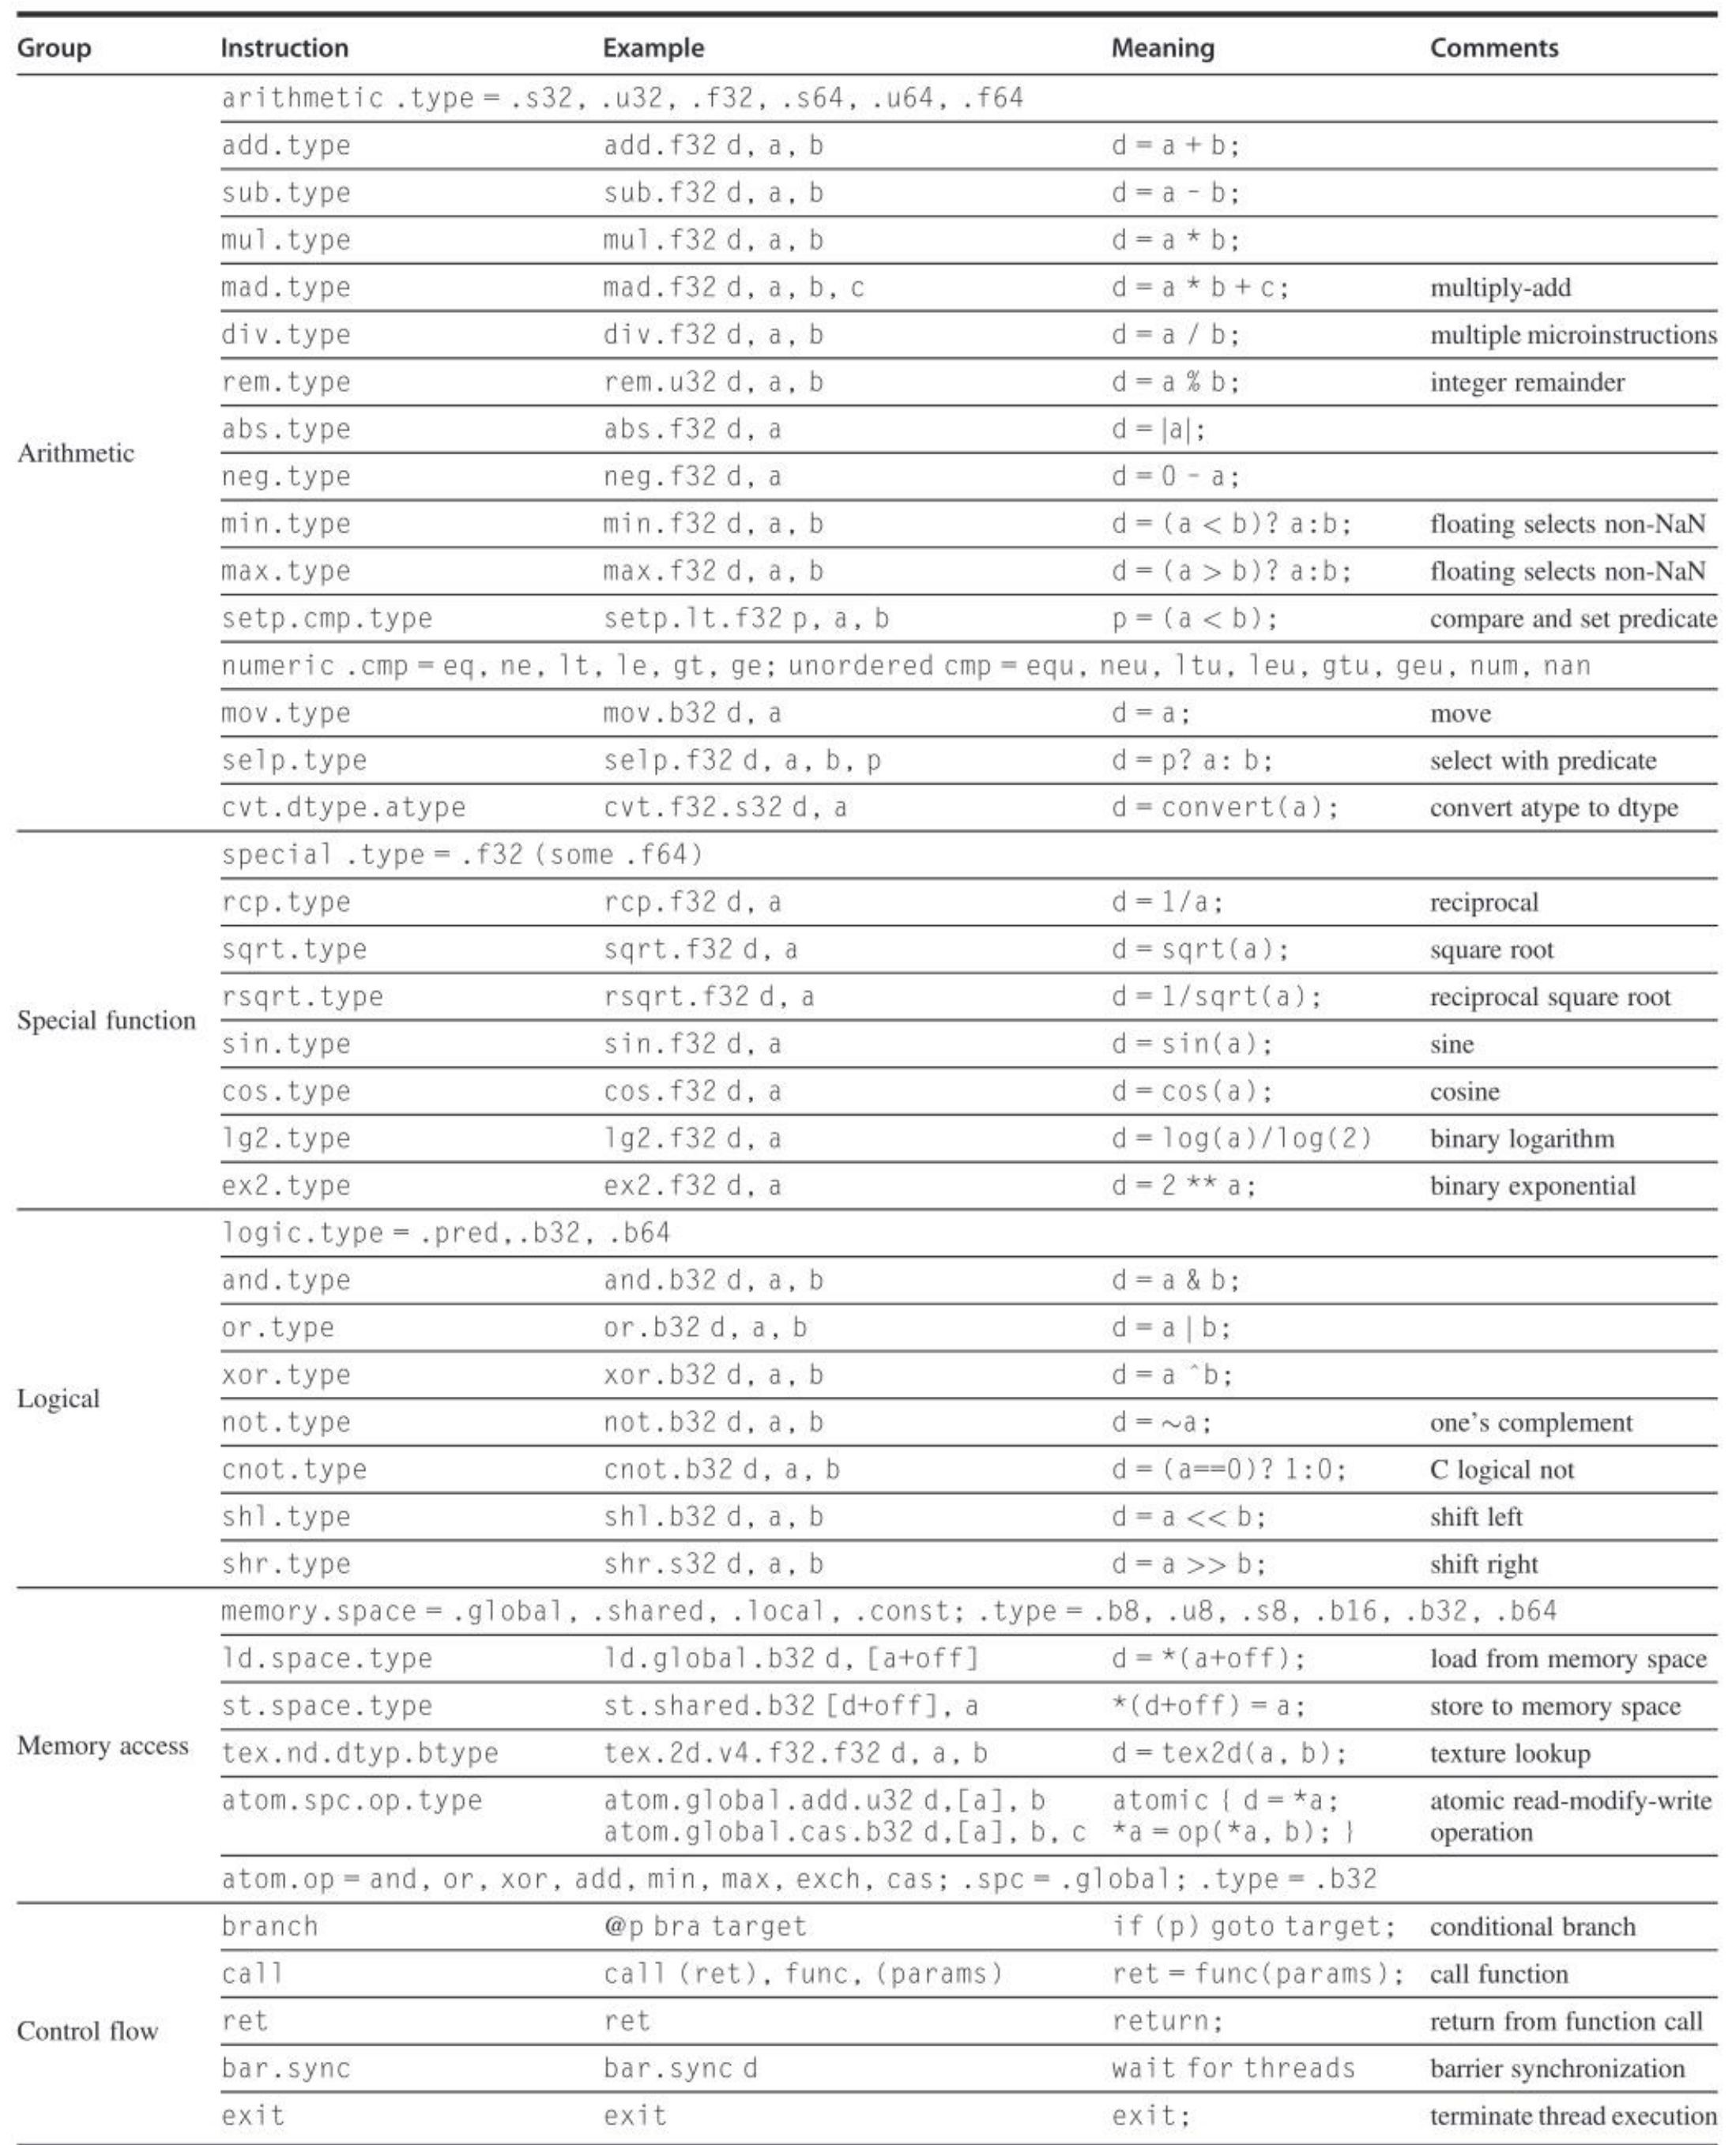 Group Instruction Example Meaning Comments
Arithmetic
arithmetic .type = .s32, .u32, .f32, .s64, .u64, .f64
add.type add.f32 d, a, b d = a + b;
sub.type sub.f32 d, a, b d = a - b;
mul.type mul.f32 d, a, b d = a * b;
mad.type mad.f32 d, a, b, c d = a * b + c; multiply-add
div.type div.f32 d, a, b d = a / b; multiple microinstructions
rem.type rem.u32 d, a, b d = a % b; integer remainder
abs.type abs.f32 d, a d = |a|;
neg.type neg.f32 d, a d = 0 - a;
min.type min.f32 d, a, b d = (a < b)? a:b; floating selects non-NaN
max.type max.f32 d, a, b d = (a > b)? a:b; floating selects non-NaN
setp.cmp.type setp.lt.f32 p, a, b p = (a < b); compare and set predicate
numeric .cmp = eq, ne, lt, le, gt, ge; unordered cmp = equ, neu, ltu, leu, gtu, geu, num, nan
mov.type mov.b32 d, a d = a; move
selp.type selp.f32 d, a, b, p d = p? a: b; select with predicate
cvt.dtype.atype cvt.f32.s32 d, a d = convert(a); convert atype to dtype
Special function
special .type = .f32 (some .f64)
rcp.type rcp.f32 d, a d = 1/a; reciprocal
sqrt.type sqrt.f32 d, a d = sqrt(a); square root
rsqrt.type rsqrt.f32 d, a d = 1/sqrt(a); reciprocal square root
sin.type sin.f32 d, a d = sin(a); sine
cos.type cos.f32 d, a d = cos(a); cosine
lg2.type lg2.f32 d, a d = log(a)/log(2) binary logarithm
ex2.type ex2.f32 d, a d = 2 ** a; binary exponential
Logical
logic.type = .pred,.b32, .b64
and.type and.b32 d, a, b d = a & b;
or.type or.b32 d, a, b d = a | b;
xor.type xor.b32 d, a, b d = a ^b;
not.type not.b32 d, a, b d = ~a; one's complement
cnot.type cnot.b32 d, a, b d = (a==0)? 1:0; C logical not
shl.type shl.b32 d, a, b d = a << b; shift left
shr.type shr.s32 d, a, b d = a >> b; shift right
Memory access
memory.space = .global, .shared, .local, .const; .type = .b8, .u8, .s8, .b16, .b32, .b64
ld.space.type ld.global.b32 d, [a+off] d = *(a+off); load from memory space
st.space.type st.shared.b32 [d+off], a *(d+off) = a; store to memory space
tex.nd.dtyp.btype tex.2d.v4.f32.f32 d, a, b d = tex2d(a, b); texture lookup
atom.spc.op.type atom.global.add.u32 d,[a], b atomic { d = *a; atomic read-modify-write
atom.global.cas.b32 d,[a], b, c *a = op(*a, b); } operation
atom.op = and, or, xor, add, min, max, exch, cas; .spc = .global; .type = .b32
Control flow
branch @p bra target if (p) goto target; conditional branch
call call (ret), func, (params) ret = func(params); call function
ret ret return; return from function call
bar.sync bar.sync d wait for threads barrier synchronization
exit exit exit; terminate thread execution